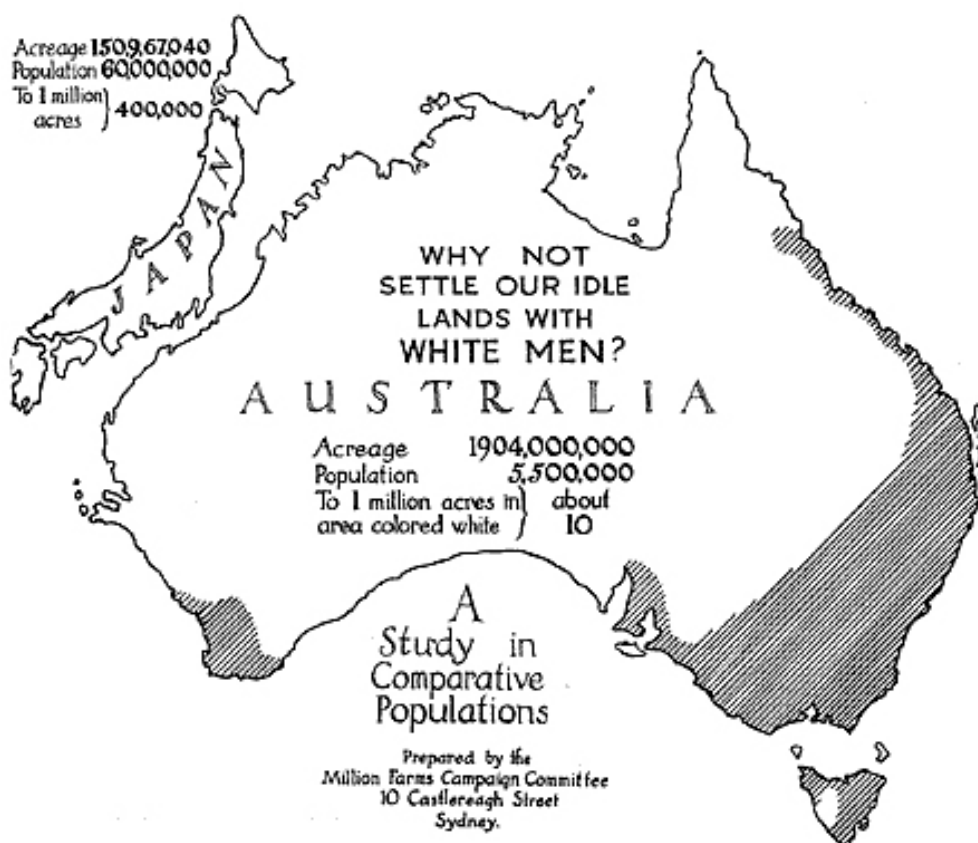 Acreage 1509,67,040
Population 60,000,000
To 1 million acres } 400,000
JAPAN
WHY NOT
SETTLE OUR IDLE
LANDS WITH
WHITE MEN?
AUSTRALIA
Acreage 1904,000,000
Population 5,500,000
To 1 million acres in } about
area colored white 10
A
Study in
Comparative
Populations
Prepared by the
Million Farms Campaign Committee
10 Castlereagh Street
Sydney.